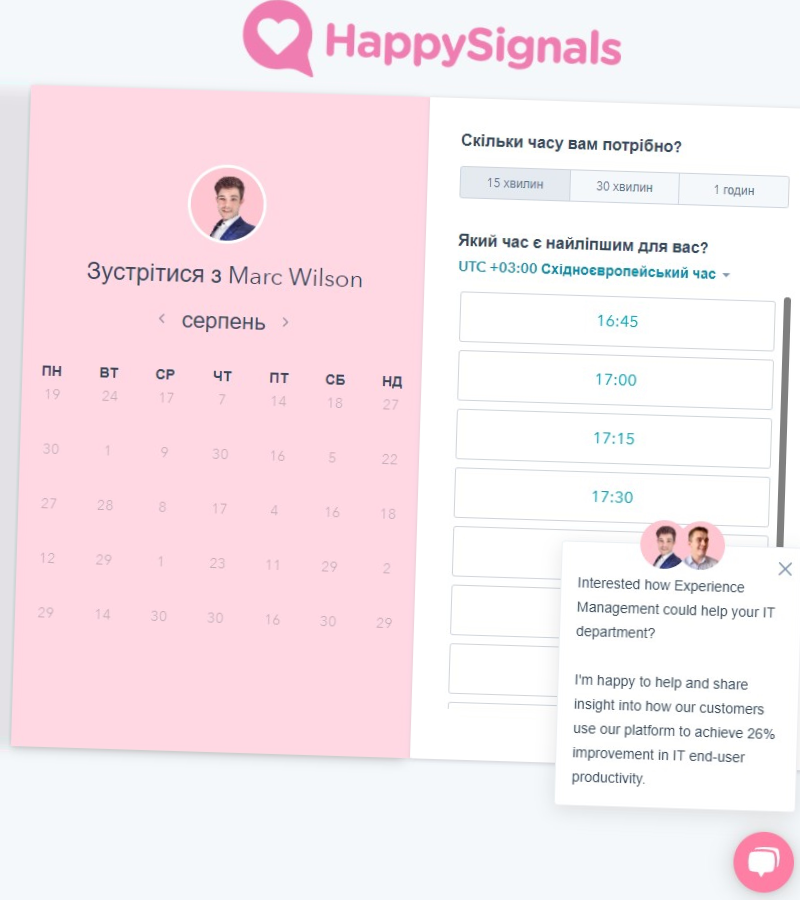 HappySignals
Зустрітися з Marc Wilson
серпень
ПН ВТ СР ЧТ ПТ СБ НД
19 24 17 7 14 18 27
30 1 9 30 16 5 22
27 28 8 17 4 16 18
12 29 1 23 11 29 2
29 14 30 30 16 30 29
Скільки часу вам потрібно?
15 хвилин 30 хвилин 1 годин
Який час є найліпшим для вас?
UTC +03:00 Східноєвропейський час
16:45
17:00
17:15
17:30
Interested how Experience
Management could help your IT
department?
I'm happy to help and share
insight into how our customers
use our platform to achieve 26%
improvement in IT end-user
productivity.